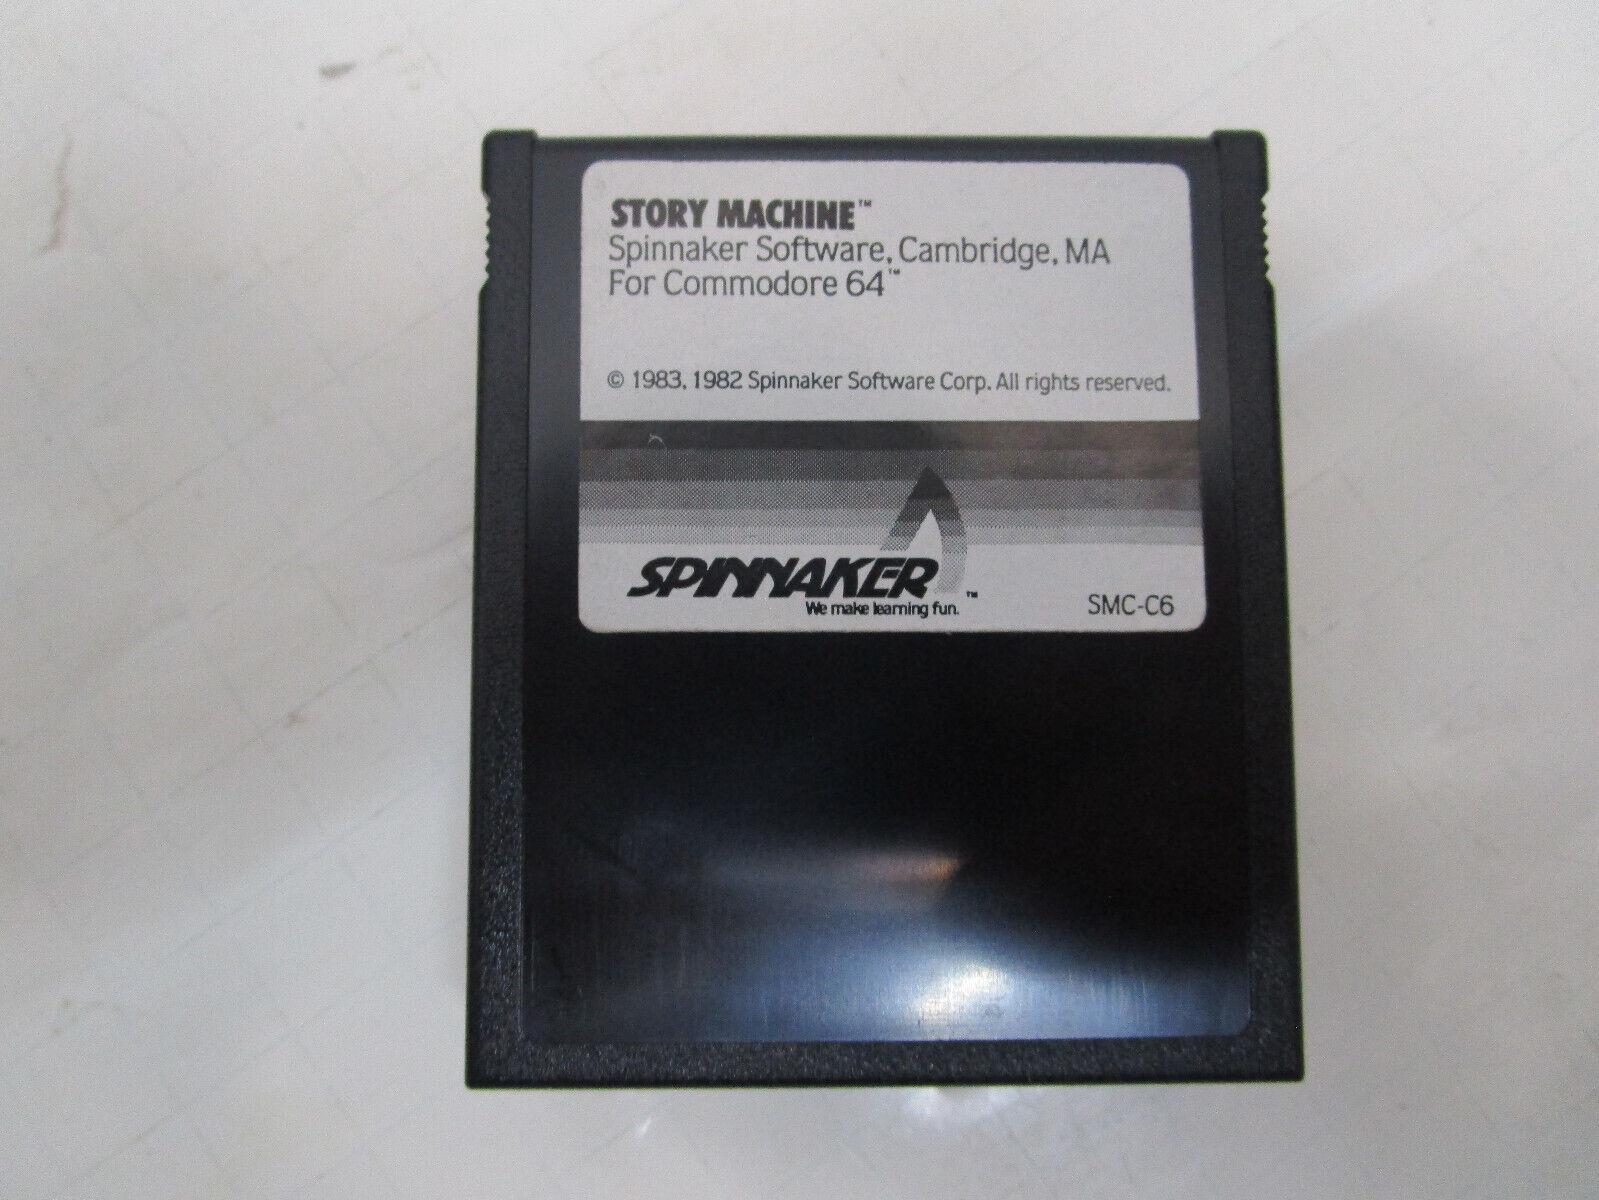 STORY MACHINE™
Spinnaker Software, Cambridge, MA
For Commodore 64™
© 1983, 1982 Spinnaker Software Corp. All rights reserved.
SPINNAKER™
We make learning fun.
SMC-C6